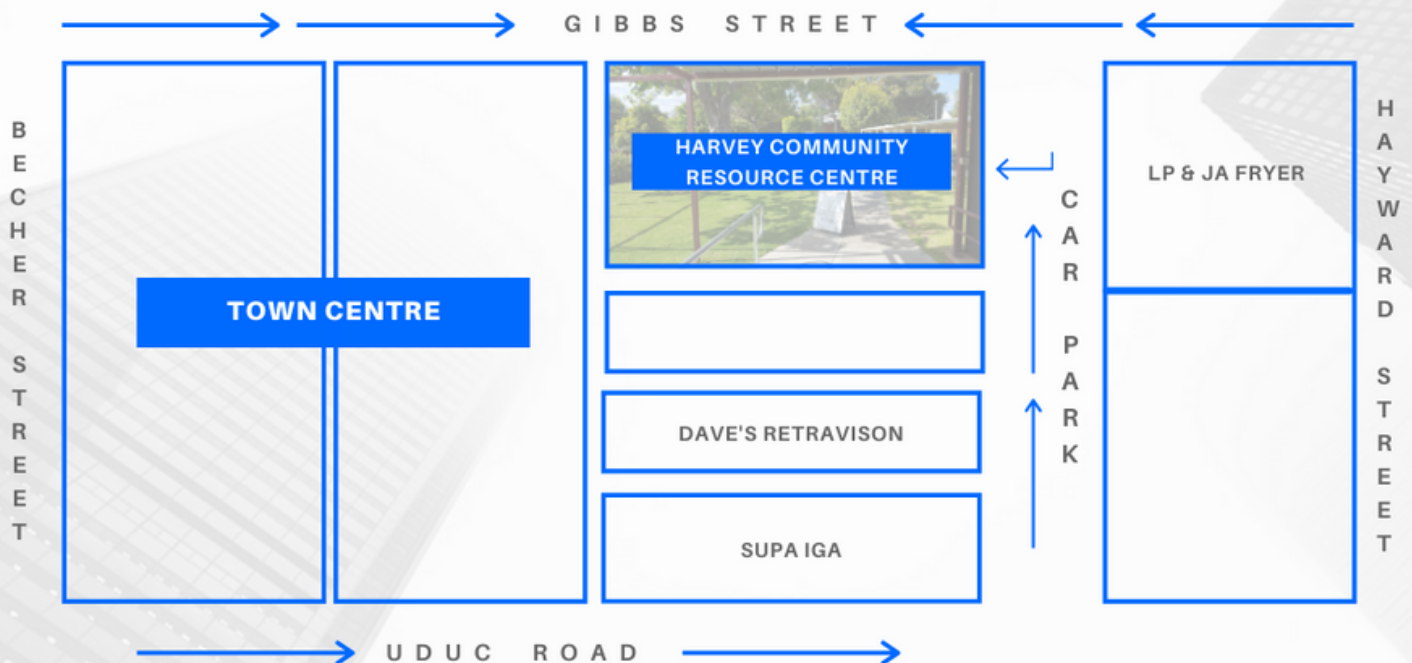 GIBBS STREET
BECHER STREET
HARVEY COMMUNITY
RESOURCE CENTRE
LP & JA FRYER
HAYWARD STREET
CAR PARK
TOWN CENTRE
DAVE'S RETRAVISON
SUPA IGA
UDUC ROAD